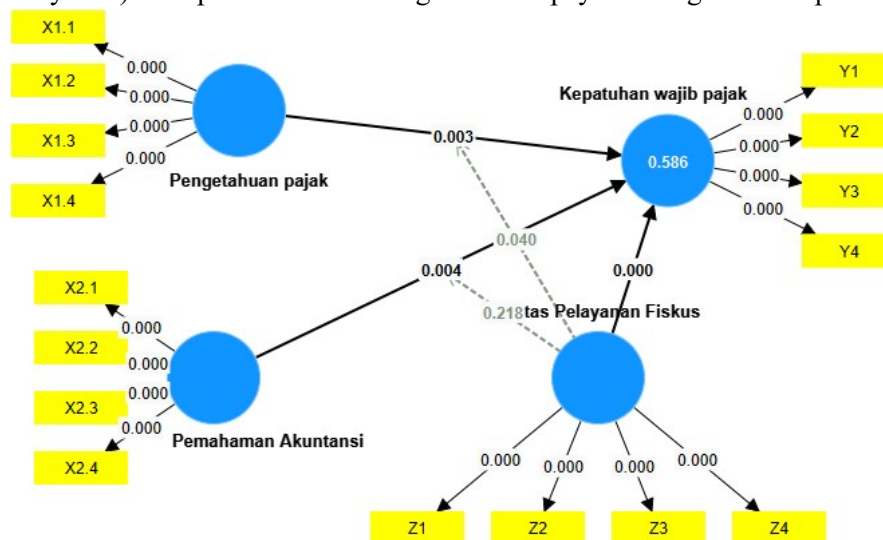 X1.1
0.000
X1.2
0.000
X1.3
0.000
0.000
X1.4
Pengetahuan pajak
0.003
Kepatuhan wajib pajak
0.586
Y1
0.000
Y2
0.000
0.000
Y3
0.000
Y4
0.040
0.004
0.000
0.218
tas Pelayanan Fiskus
X2.1
0.000
X2.2
0.000
0.000
X2.3
0.000
X2.4
Pemahaman Akuntansi
0.000
0.000
0.000
0.000
Z1
Z2
Z3
Z4